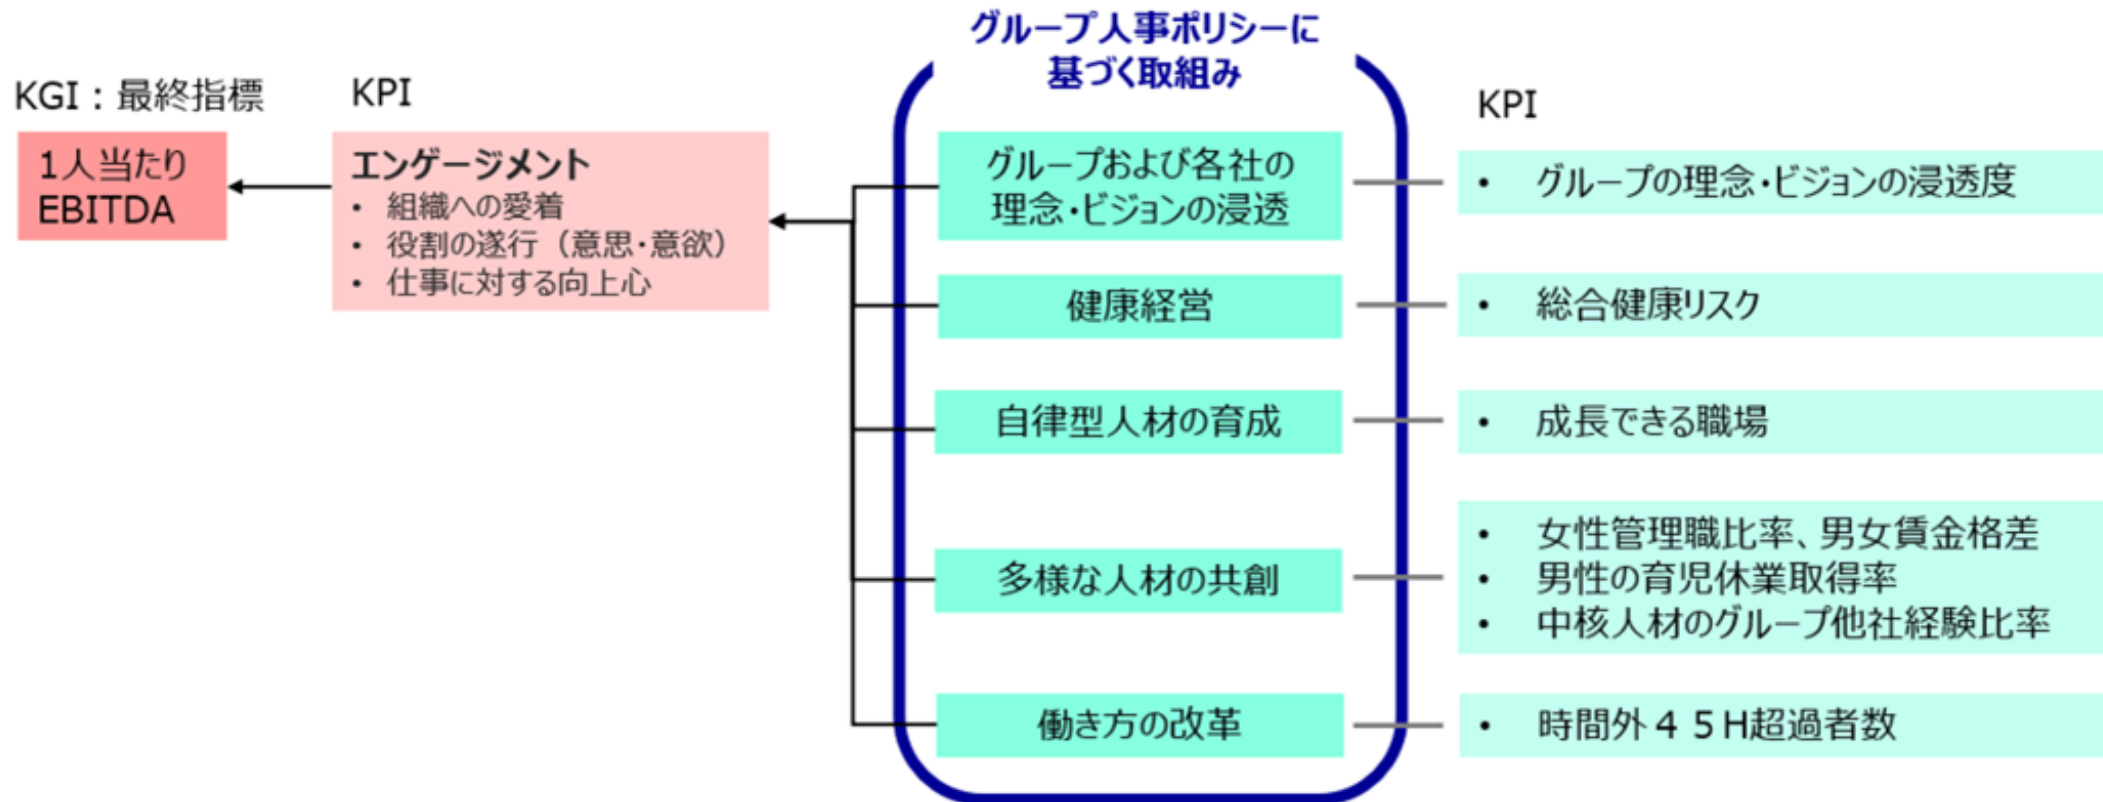 グループ人事ポリシーに
基づく取組み
KGI：最終指標
1人当たり
EBITDA
KPI
エンゲージメント
• 組織への愛着
• 役割の遂行（意思・意欲）
• 仕事に対する向上心
グループおよび各社の
理念・ビジョンの浸透
健康経営
自律型人材の育成
多様な人材の共創
働き方の改革
KPI
• グループの理念・ビジョンの浸透度
• 総合健康リスク
• 成長できる職場
• 女性管理職比率、男女賃金格差
• 男性の育児休業取得率
• 中核人材のグループ他社経験比率
• 時間外４５H超過者数